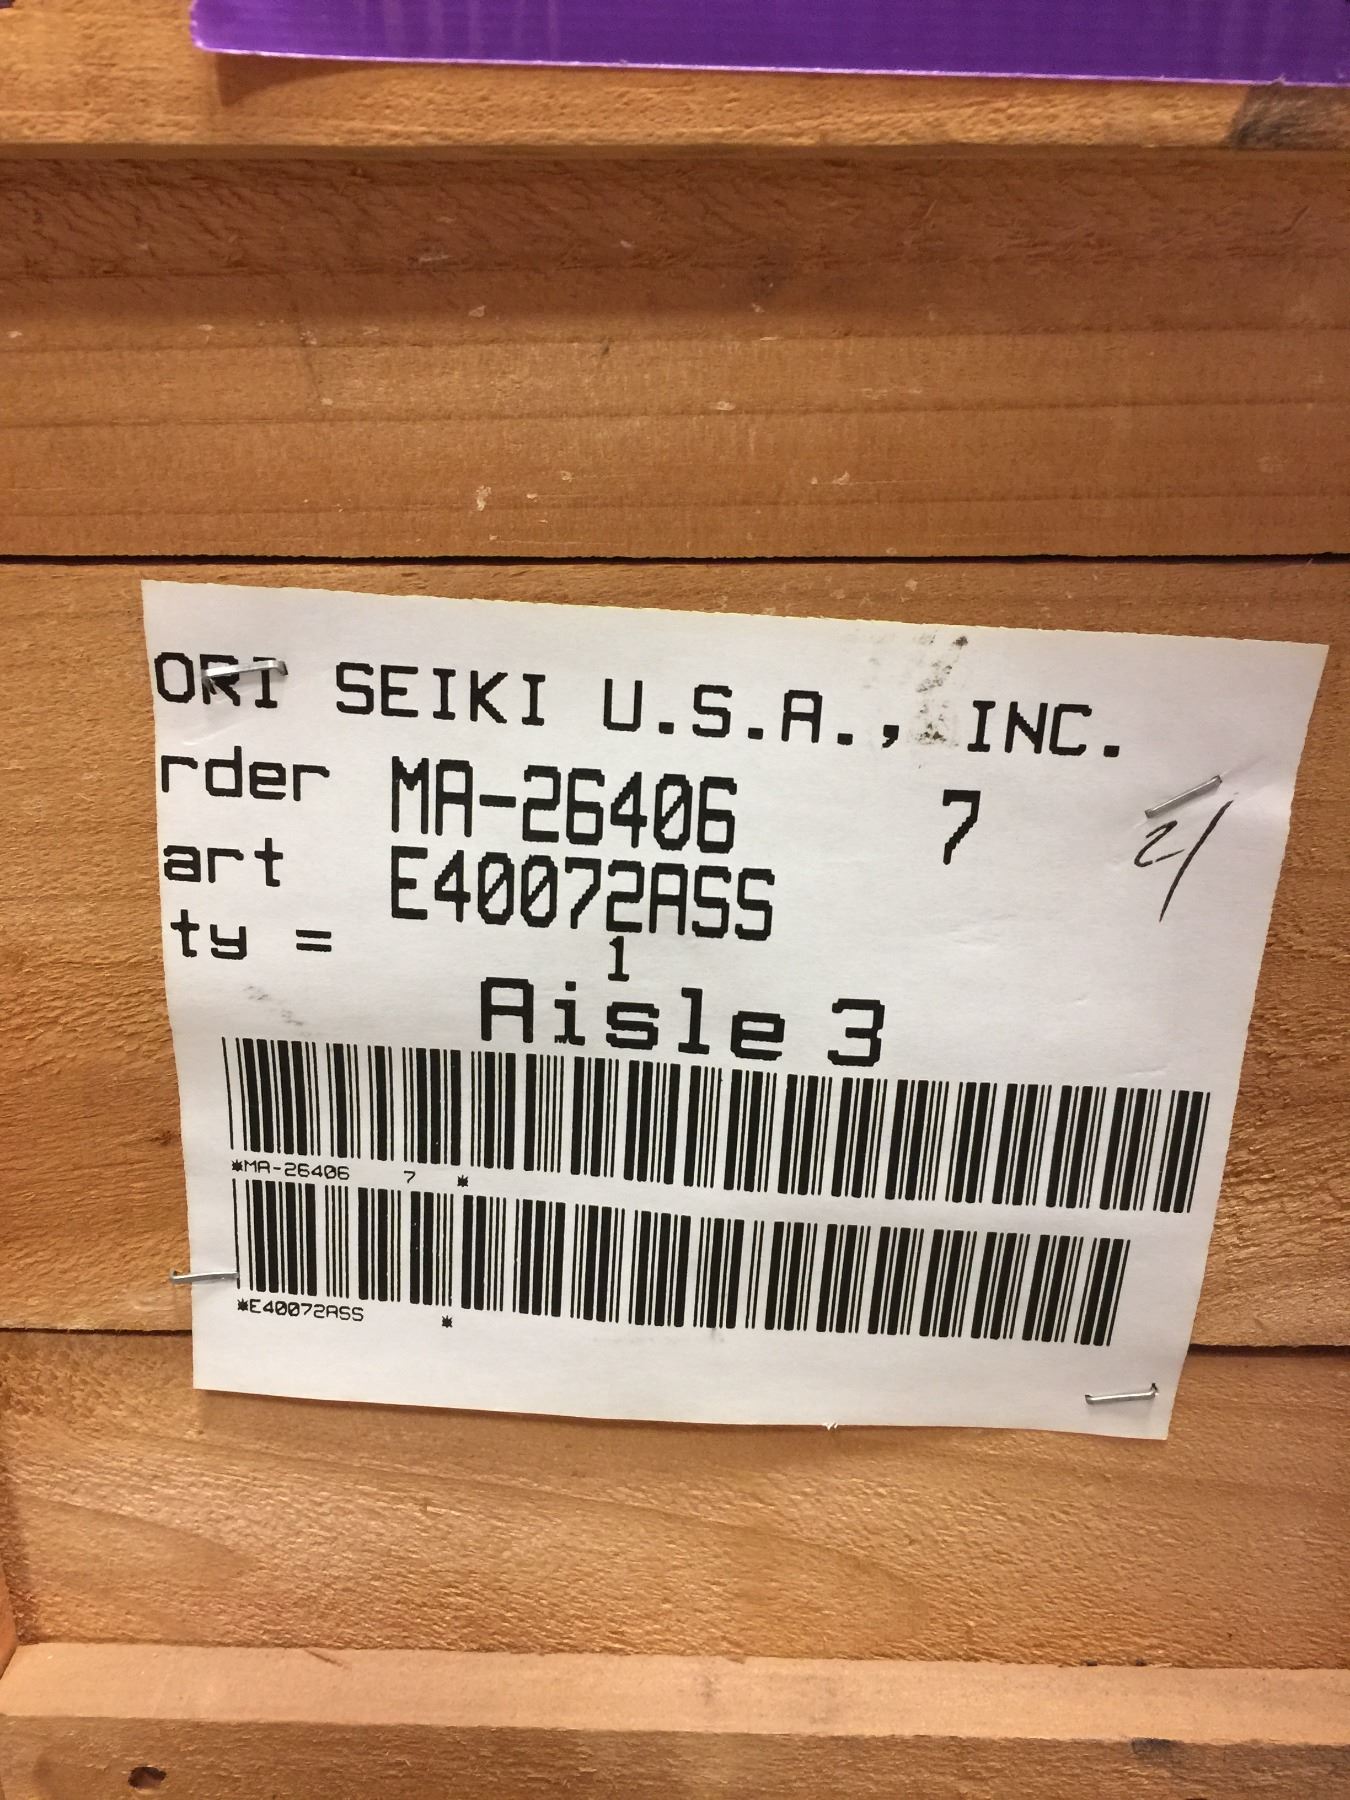 ORI SEIKI U.S.A., INC.
rder MA-26406 7
art E40072ASS
ty = 1
Aisle 3
*MA-26406 7 *
*E40072ASS *